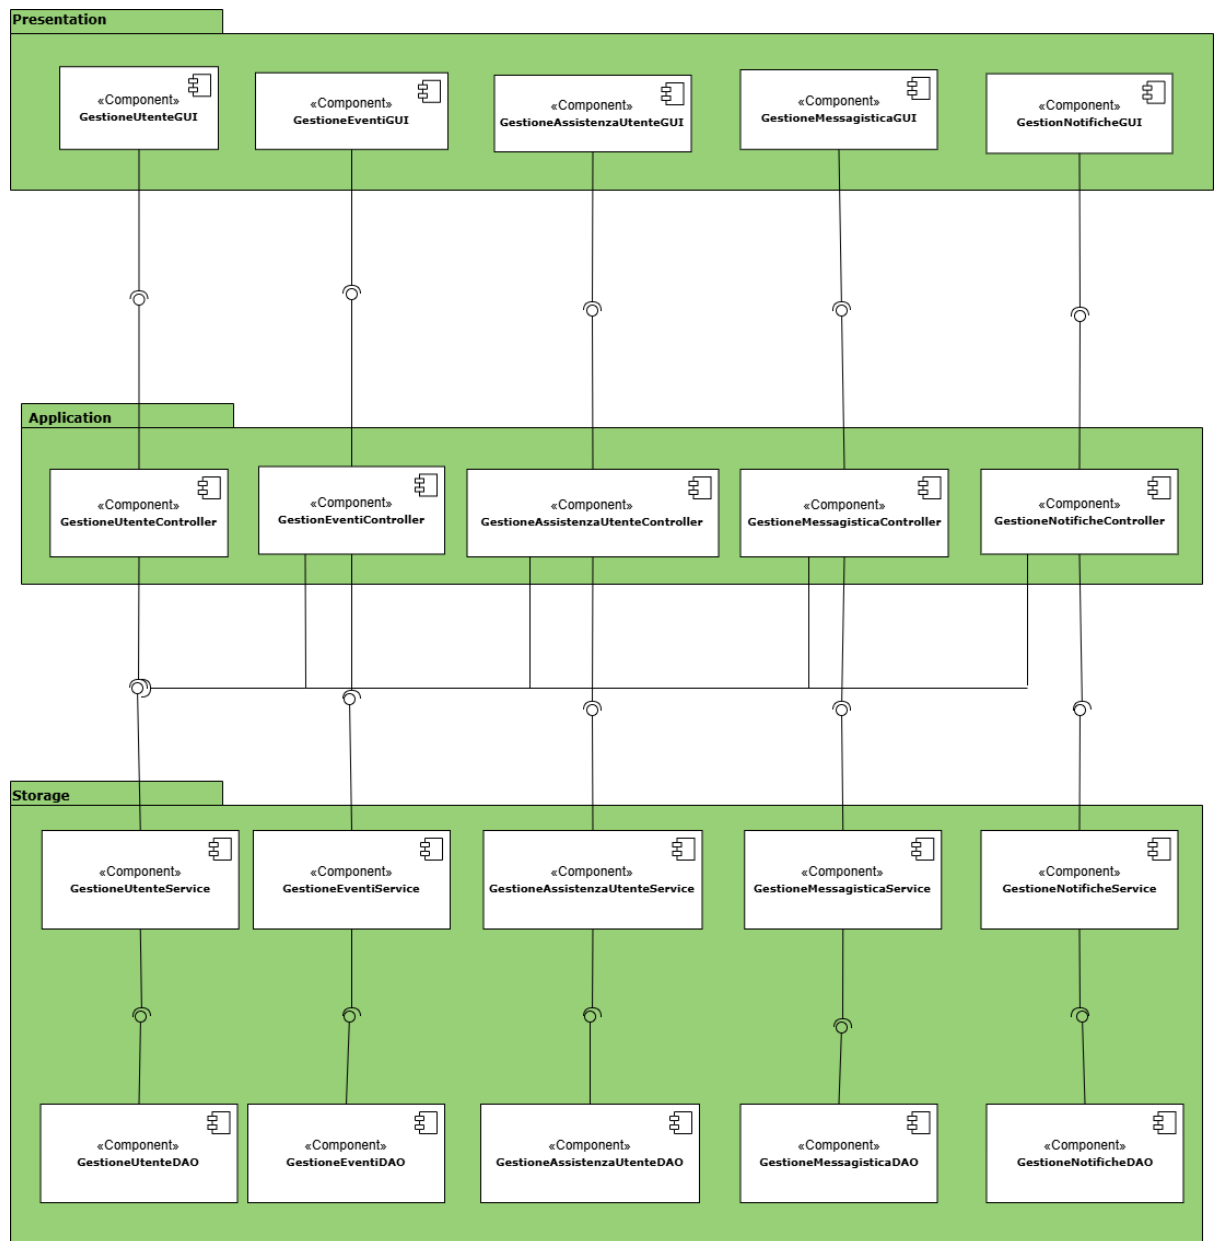 Presentation
«Component»
GestioneUtenteGUI
«Component»
GestioneEventiGUI
«Component»
GestioneAssistenzaUtenteGUI
«Component»
GestioneMessagisticaGUI
«Component»
GestionNotificheGUI
Application
«Component»
GestioneUtenteController
«Component»
GestionEventiController
«Component»
GestioneAssistenzaUtenteController
«Component»
GestioneMessagisticaController
«Component»
GestioneNotificheController
Storage
«Component»
GestioneUtenteService
«Component»
GestioneEventiService
«Component»
GestioneAssistenzaUtenteService
«Component»
GestioneMessagisticaService
«Component»
GestioneNotificheService
«Component»
GestioneUtenteDAO
«Component»
GestioneEventiDAO
«Component»
GestioneAssistenzaUtenteDAO
«Component»
GestioneMessagisticaDAO
«Component»
GestioneNotificheDAO